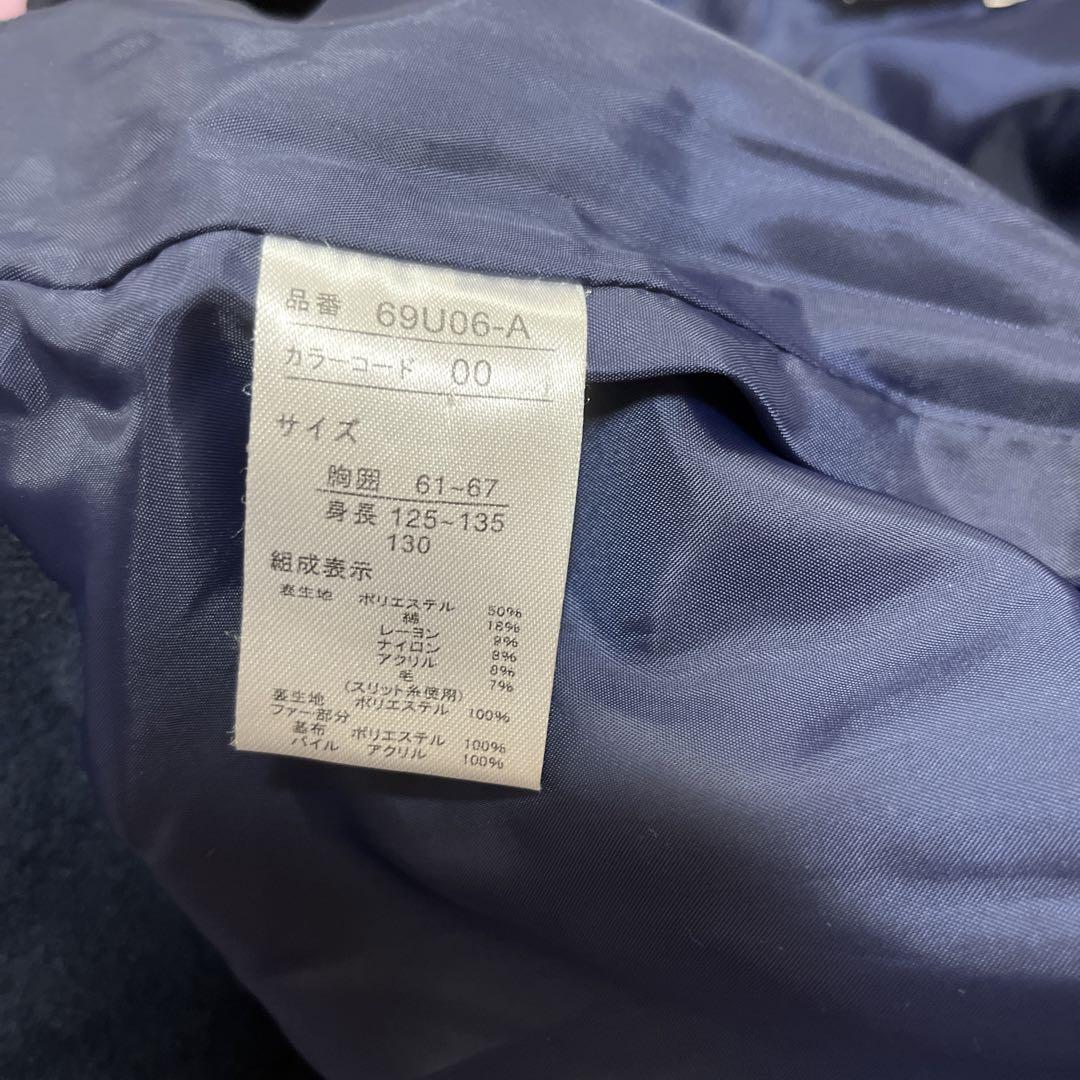 品番 69U06-A
カラーコード 00
サイズ
胸囲 61~67
身長 125~135
130
組成表示
表生地 ポリエステル 50%
綿 18%
レーヨン 9%
ナイロン 8%
アクリル 8%
毛 7%
(スリット糸使用)
裏生地 ポリエステル 100%
ファー部分
基布 ポリエステル 100%
パイル アクリル 100%